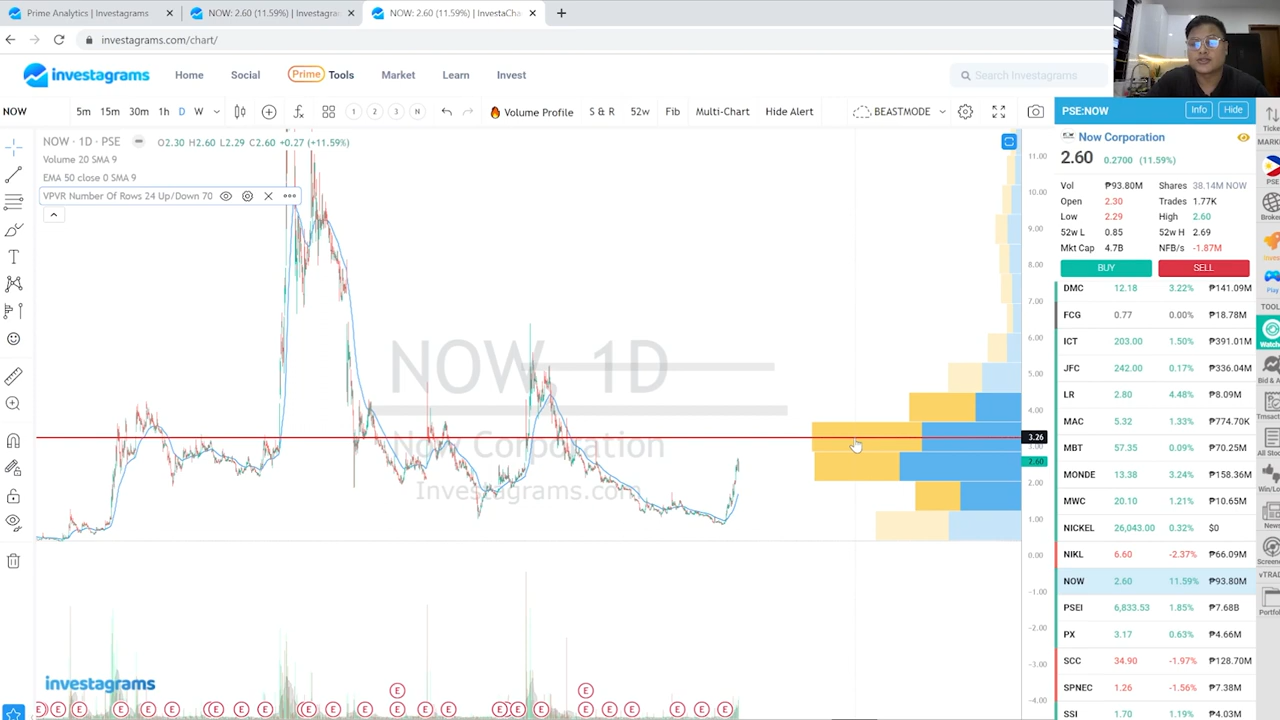 Prime Analytics | Investagrams
NOW: 2.60 (11.59%) | Investagra
NOW: 2.60 (11.59%) | InvestaCha
investagrams.com/chart/
investagrams
Home
Social
Prime Tools
Market
Learn
Invest
Search Investagrams
NOW
5m
15m
30m
1h
D
W
1
2
3
N
Volume Profile
S & R
52w
Fib
Multi-Chart
Hide Alert
BEASTMODE
PSE:NOW
Info
Hide
NOW · 1D · PSE
O2.30 H2.60 L2.29 C2.60 +0.27 (+11.59%)
Volume 20 SMA 9
EMA 50 close 0 SMA 9
VPVR Number Of Rows 24 Up/Down 70
NOW 1D
Now Corporation
Investagrams.com
investagrams
11.00
10.00
9.00
8.00
7.00
6.00
5.00
4.00
3.26
3.00
2.60
2.00
1.00
0.00
-1.00
-2.00
-3.00
-4.00
Now Corporation
2.60 0.2700 (11.59%)
Vol ₱93.80M Shares 38.14M NOW
Open 2.30 Trades 1.77K
Low 2.29 High 2.60
52w L 0.85 52w H 2.69
Mkt Cap 4.7B NFB/s -1.87M
BUY SELL
DMC 12.18 3.22% ₱141.09M
FCG 0.77 0.00% ₱18.78M
ICT 203.00 1.50% ₱391.01M
JFC 242.00 0.17% ₱336.04M
LR 2.80 4.48% ₱8.09M
MAC 5.32 1.33% ₱774.70K
MBT 57.35 0.09% ₱70.25M
MONDE 13.38 3.24% ₱158.36M
MWC 20.10 1.21% ₱10.65M
NICKEL 26,043.00 0.32% $0
NIKL 6.60 -2.37% ₱66.09M
NOW 2.60 11.59% ₱93.80M
PSEI 6,833.53 1.85% ₱7.68B
PX 3.17 0.63% ₱4.66M
SCC 34.90 -1.97% ₱128.70M
SPNEC 1.26 -1.56% ₱7.38M
SSI 1.70 1.19% ₱4.03M
E
E